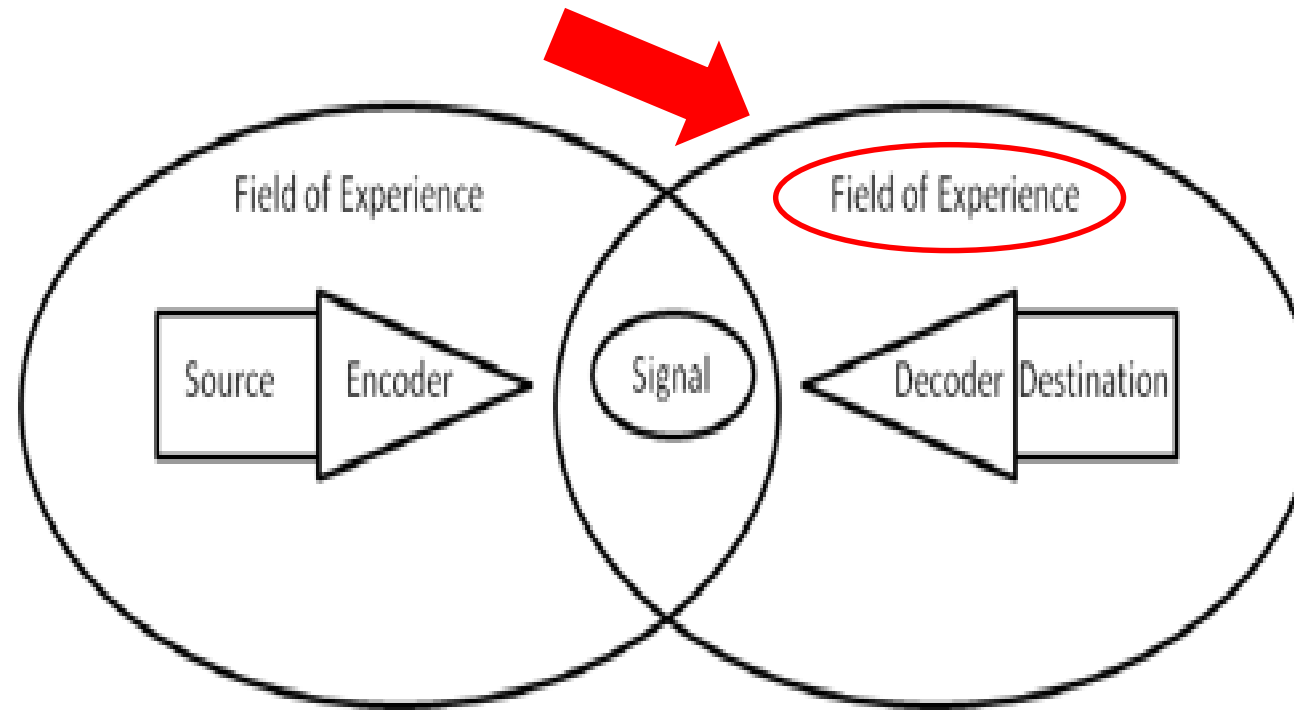 Field of Experience
Field of Experience
Source
Encoder
Signal
Decoder
Destination